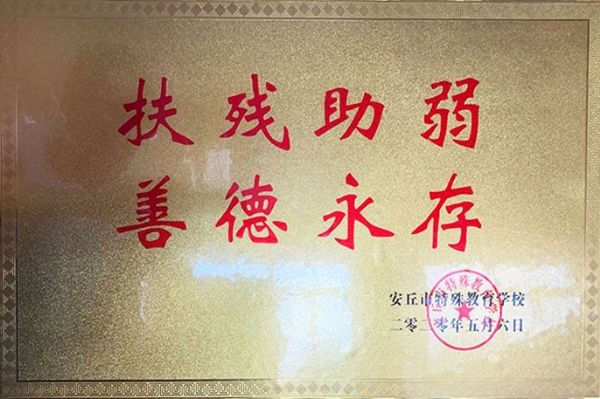 扶残助弱
善德永存
安丘市特殊教育学校
二零二零年五月六日